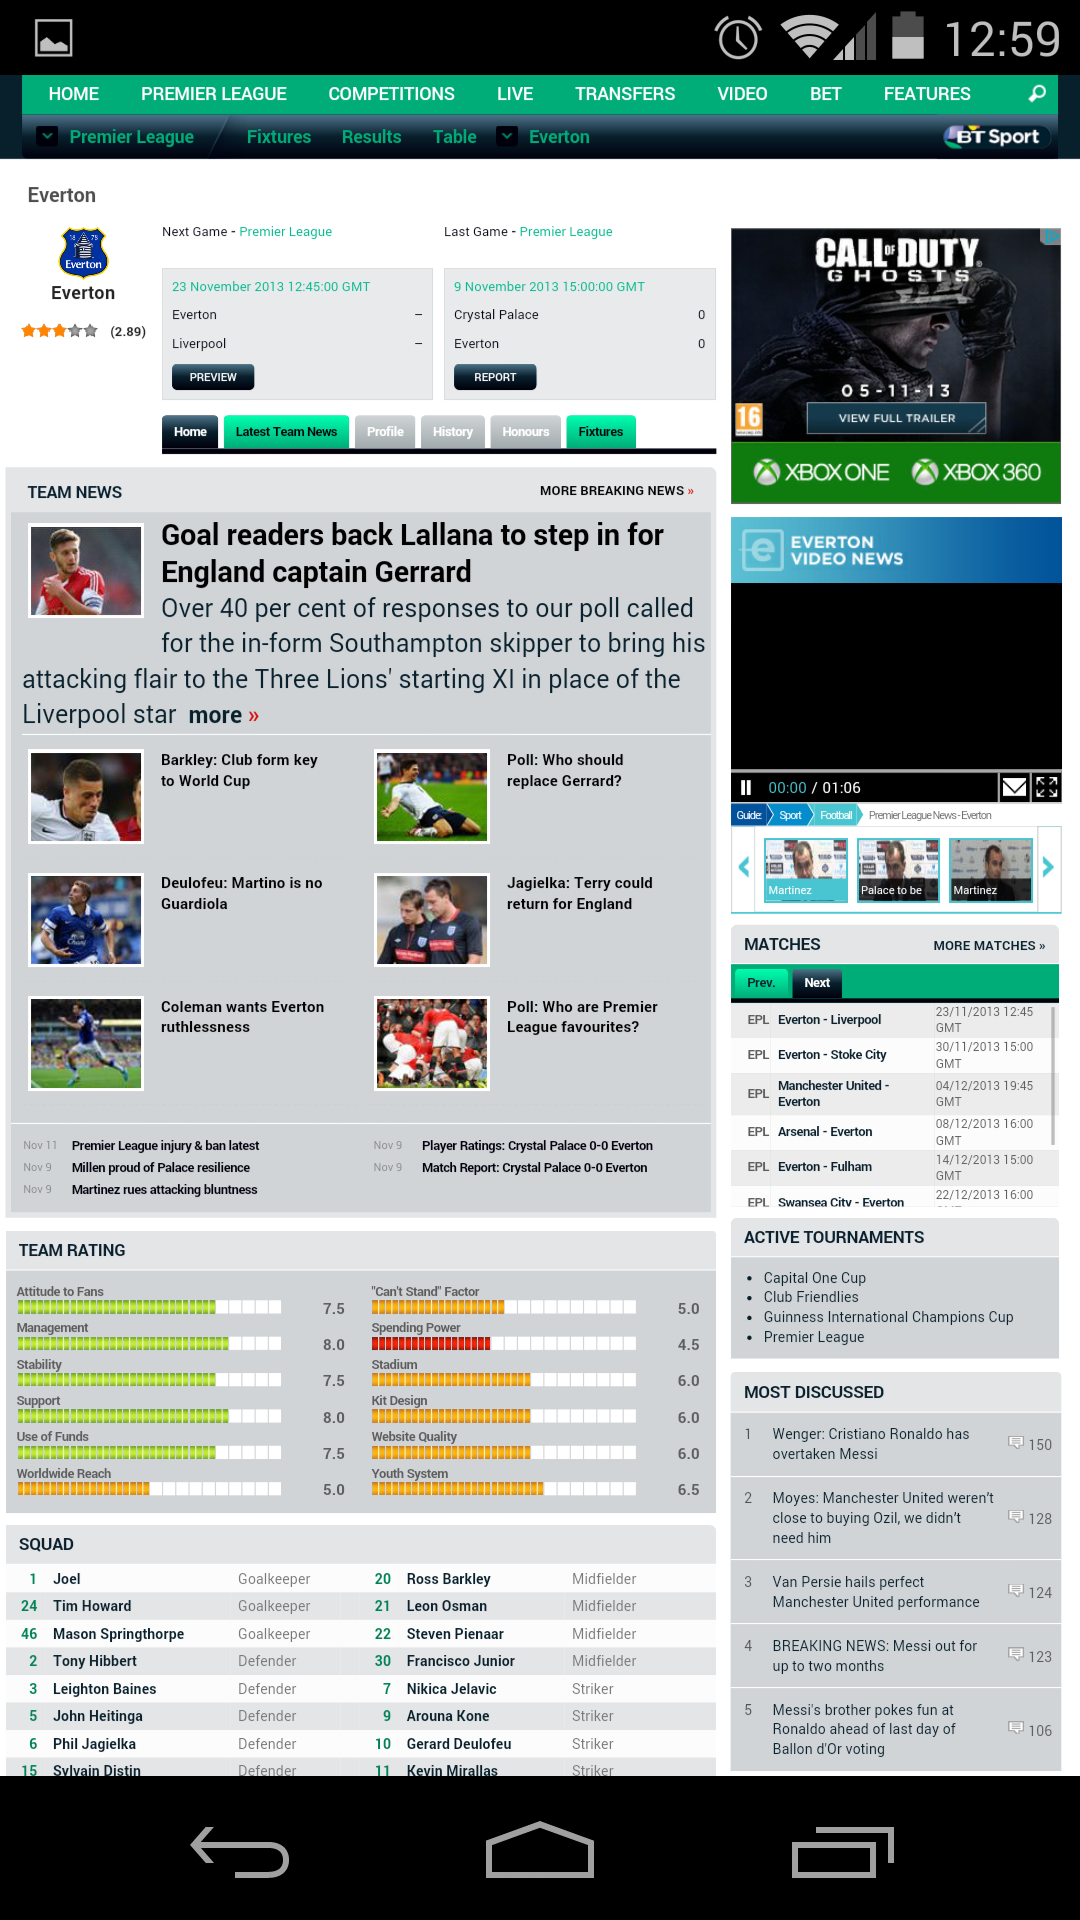 12:59
HOME PREMIER LEAGUE COMPETITIONS LIVE TRANSFERS VIDEO BET FEATURES
Premier League Fixtures Results Table Everton BT Sport
Everton
Everton
Everton
(2.89)
Next Game - Premier League
23 November 2013 12:45:00 GMT
Everton –
Liverpool –
PREVIEW
Last Game - Premier League
9 November 2013 15:00:00 GMT
Crystal Palace 0
Everton 0
REPORT
Home Latest Team News Profile History Honours Fixtures
TEAM NEWS MORE BREAKING NEWS »
Goal readers back Lallana to step in for
England captain Gerrard
Over 40 per cent of responses to our poll called
for the in-form Southampton skipper to bring his
attacking flair to the Three Lions' starting XI in place of the
Liverpool star more »
Barkley: Club form key
to World Cup
Poll: Who should
replace Gerrard?
Deulofeu: Martino is no
Guardiola
Jagielka: Terry could
return for England
Coleman wants Everton
ruthlessness
Poll: Who are Premier
League favourites?
Nov 11 Premier League injury & ban latest
Nov 9 Millen proud of Palace resilience
Nov 9 Martinez rues attacking bluntness
Nov 9 Player Ratings: Crystal Palace 0-0 Everton
Nov 9 Match Report: Crystal Palace 0-0 Everton
TEAM RATING
Attitude to Fans 7.5
Management 8.0
Stability 7.5
Support 8.0
Use of Funds 7.5
Worldwide Reach 5.0
"Can't Stand" Factor 5.0
Spending Power 4.5
Stadium 6.0
Kit Design 6.0
Website Quality 6.0
Youth System 6.5
SQUAD
1 Joel Goalkeeper
24 Tim Howard Goalkeeper
46 Mason Springthorpe Goalkeeper
2 Tony Hibbert Defender
3 Leighton Baines Defender
5 John Heitinga Defender
6 Phil Jagielka Defender
15 Sylvain Distin Defender
20 Ross Barkley Midfielder
21 Leon Osman Midfielder
22 Steven Pienaar Midfielder
30 Francisco Junior Midfielder
7 Nikica Jelavic Striker
9 Arouna Kone Striker
10 Gerard Deulofeu Striker
11 Kevin Mirallas Striker
CALL OF DUTY
GHOSTS
05-11-13
16
VIEW FULL TRAILER
XBOX ONE XBOX 360
e EVERTON
VIDEO NEWS
00:00 / 01:06
Guide: Sport Football Premier League News - Everton
Martinez
Palace to be
Martinez
MATCHES MORE MATCHES »
Prev. Next
EPL Everton - Liverpool 23/11/2013 12:45
GMT
EPL Everton - Stoke City 30/11/2013 15:00
GMT
EPL Manchester United -
Everton 04/12/2013 19:45
GMT
EPL Arsenal - Everton 08/12/2013 16:00
GMT
EPL Everton - Fulham 14/12/2013 15:00
GMT
EPL Swansea City - Everton 22/12/2013 16:00
ACTIVE TOURNAMENTS
• Capital One Cup
• Club Friendlies
• Guinness International Champions Cup
• Premier League
MOST DISCUSSED
1 Wenger: Cristiano Ronaldo has
overtaken Messi 150
2 Moyes: Manchester United weren't
close to buying Ozil, we didn't
need him 128
3 Van Persie hails perfect
Manchester United performance 124
4 BREAKING NEWS: Messi out for
up to two months 123
5 Messi's brother pokes fun at
Ronaldo ahead of last day of
Ballon d'Or voting 106